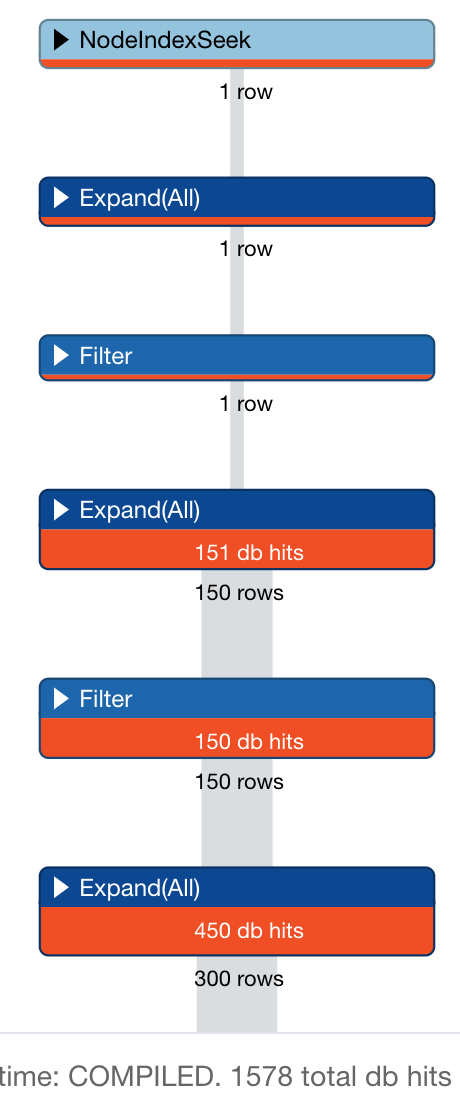 NodeIndexSeek
1 row
Expand(All)
1 row
Filter
1 row
Expand(All)
151 db hits
150 rows
Filter
150 db hits
150 rows
Expand(All)
450 db hits
300 rows
time: COMPILED. 1578 total db hits